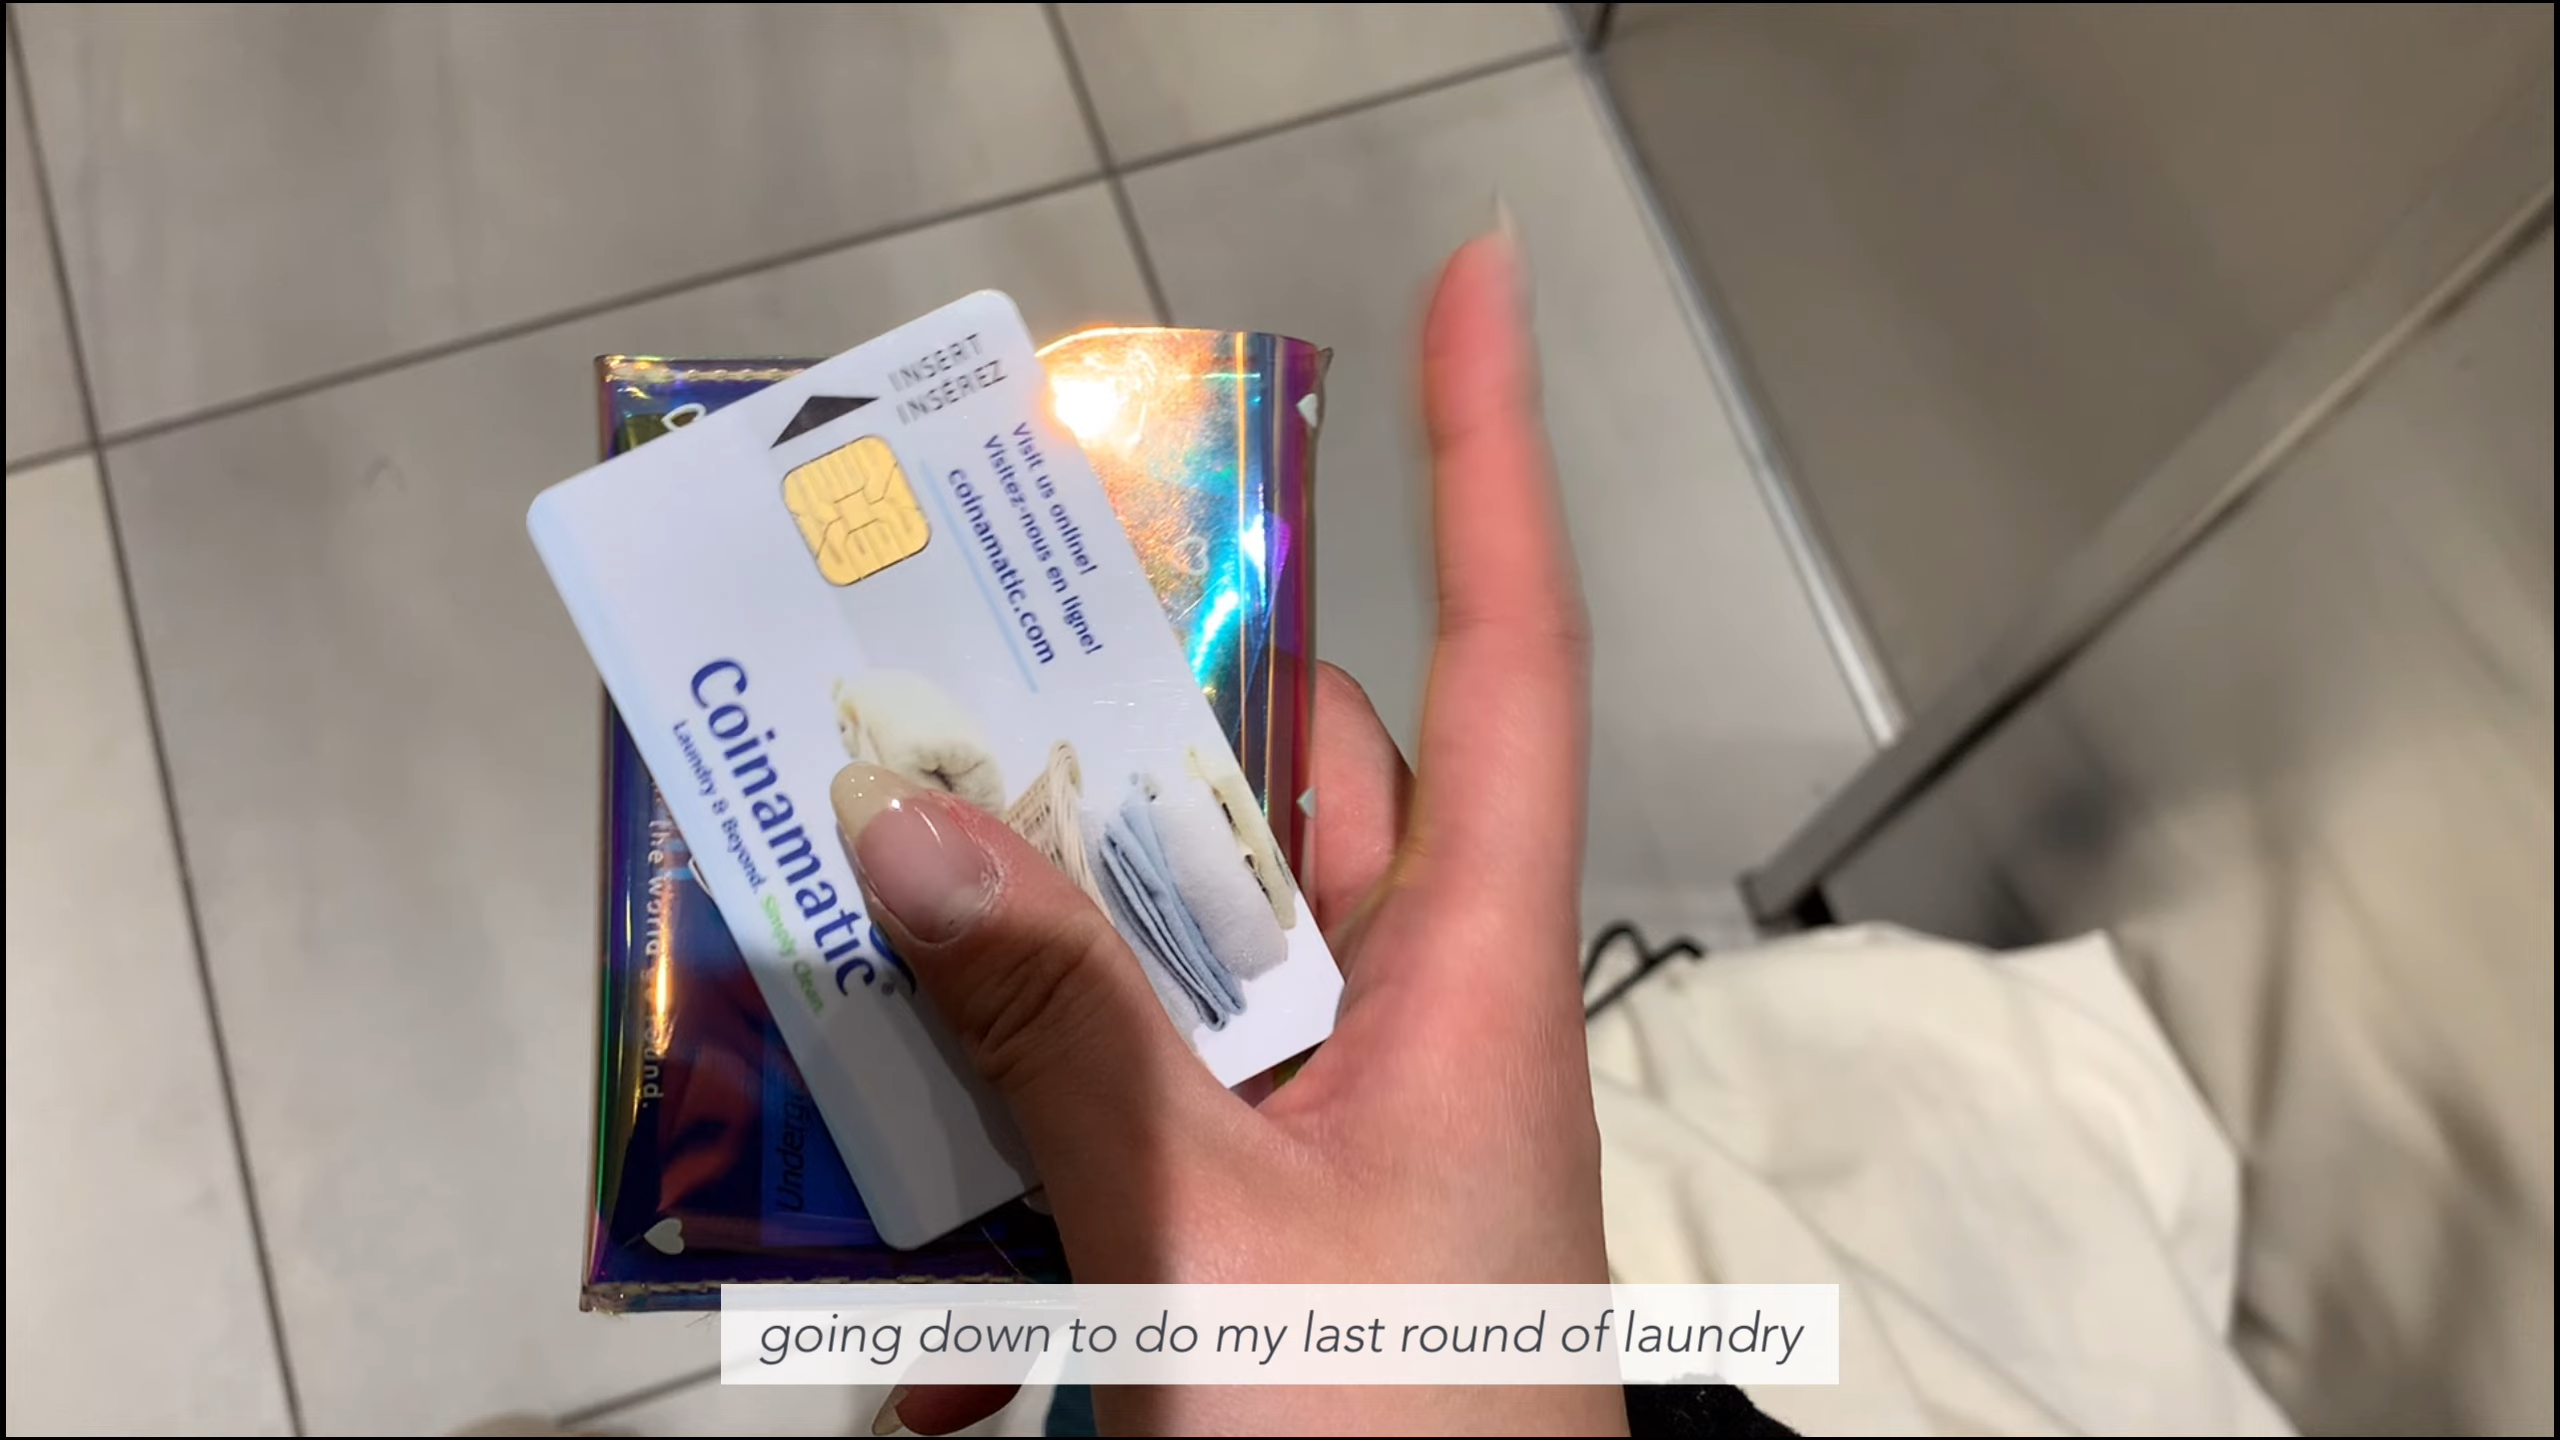 INSERT
INSÉREZ
Visit us online!
Visitez-nous en ligne!
coinamatic.com
Coinamatic®
Laundry & Beyond. Simply Clean.
the world
Underg
going down to do my last round of laundry